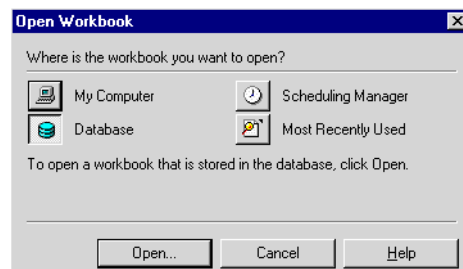 Open Workbook
Where is the workbook you want to open?
My Computer
Scheduling Manager
Database
Most Recently Used
To open a workbook that is stored in the database, click Open.
Open... Cancel Help